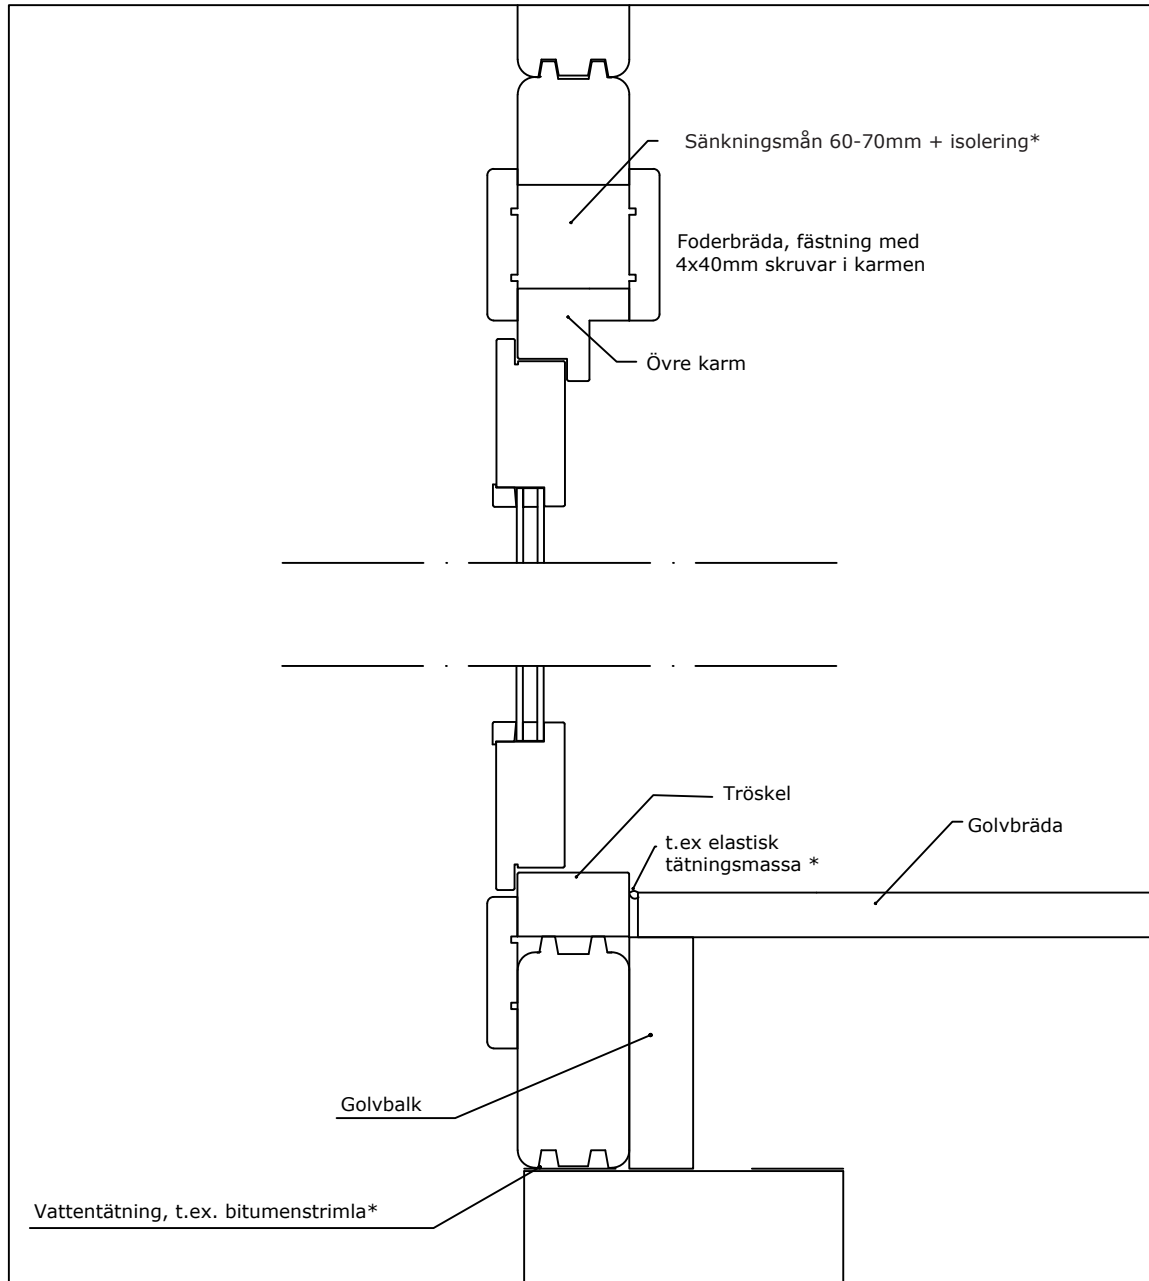 Sänkningsmån 60-70mm + isolering*
Foderbräda, fästning med
4x40mm skruvar i karmen
Övre karm
Tröskel
t.ex elastisk
tätningsmassa *
Golvbräda
Golvbalk
Vattentätning, t.ex. bitumenstrimla*